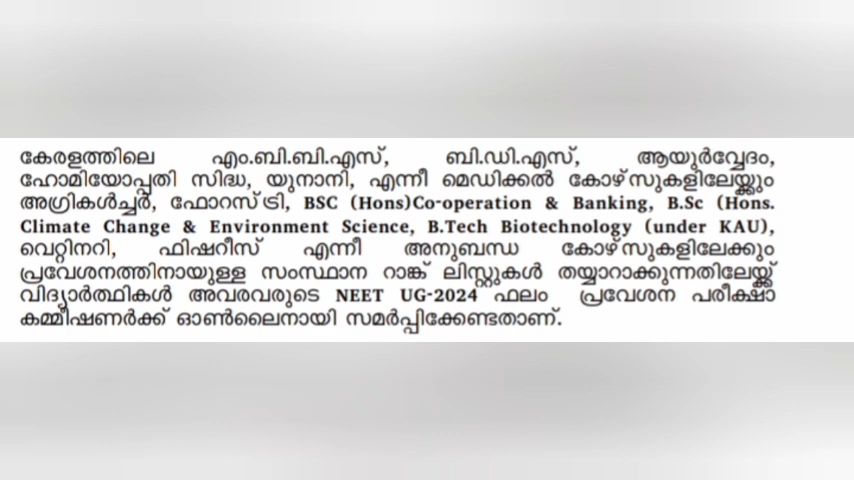 കേരളത്തിലെ എം.ബി.ബി.എസ്, ബി.ഡി.എസ്, ആയുർവ്വേദം,
ഹോമിയോപ്പതി സിദ്ധ, യുനാനി, എന്നീ മെഡിക്കൽ കോഴ്സുകളിലേയ്ക്കും
അഗ്രികൾച്ചർ, ഫോറസ്ട്രി, BSC (Hons)Co-operation & Banking, B.Sc (Hons.
Climate Change & Environment Science, B.Tech Biotechnology (under KAU),
വെറ്റിനറി, ഫിഷറീസ് എന്നീ അനുബന്ധ കോഴ്സുകളിലേക്കും
പ്രവേശനത്തിനായുള്ള സംസ്ഥാന റാങ്ക് ലിസ്റ്റുകൾ തയ്യാറാക്കുന്നതിലേയ്ക്ക്
വിദ്യാർത്ഥികൾ അവരവരുടെ NEET UG-2024 ഫലം പ്രവേശന പരീക്ഷാ
കമ്മീഷണർക്ക് ഓൺലൈനായി സമർപ്പിക്കേണ്ടതാണ്.